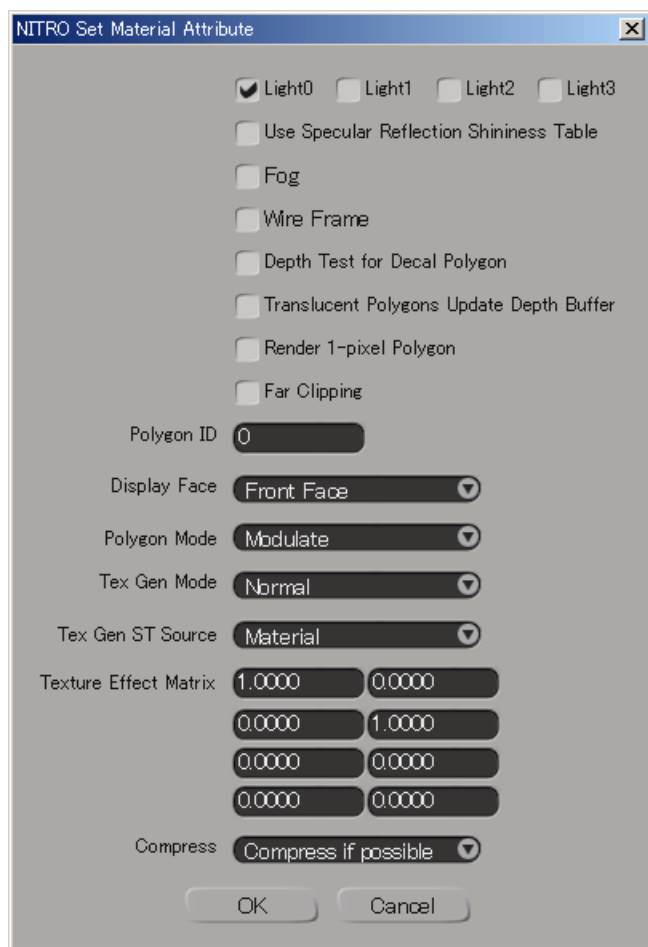 NITRO Set Material Attribute
Light0 Light1 Light2 Light3
Use Specular Reflection Shininess Table
Fog
Wire Frame
Depth Test for Decal Polygon
Translucent Polygons Update Depth Buffer
Render 1-pixel Polygon
Far Clipping
Polygon ID 0
Display Face Front Face
Polygon Mode Modulate
Tex Gen Mode Normal
Tex Gen ST Source Material
Texture Effect Matrix 1.0000 0.0000
0.0000 1.0000
0.0000 0.0000
0.0000 0.0000
Compress Compress if possible
OK Cancel